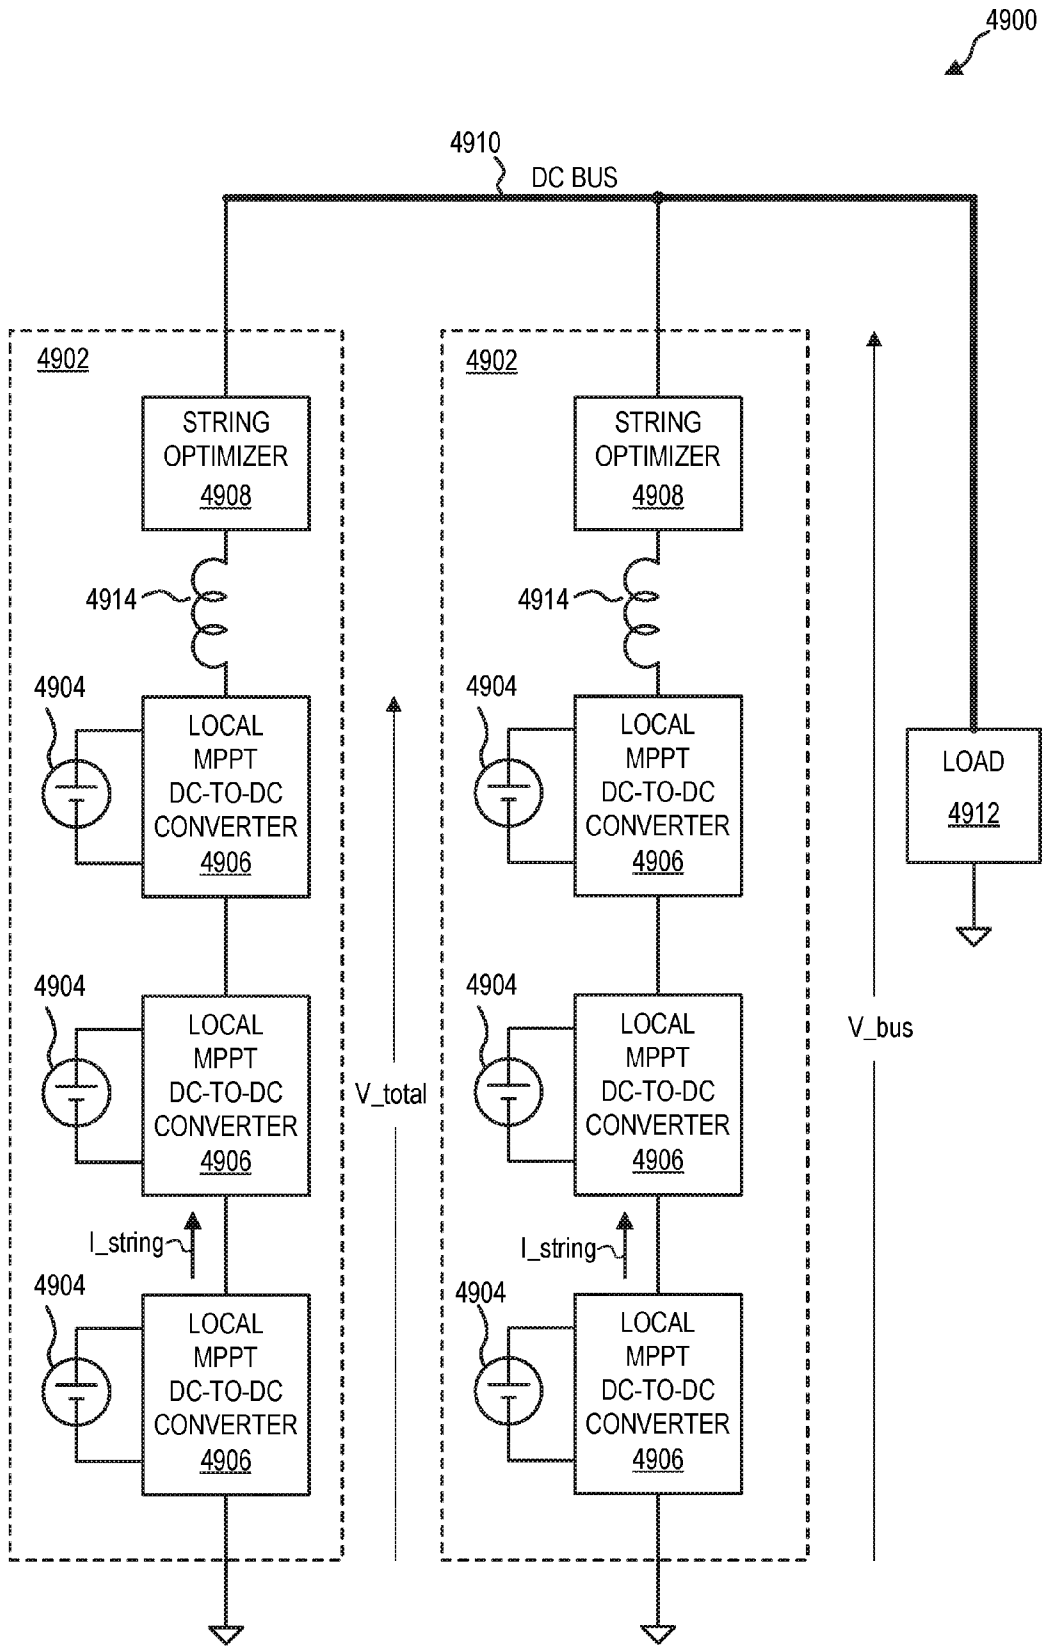 4900
4910
DC BUS
4902
STRING
OPTIMIZER
4908
4914
4904
LOCAL
MPPT
DC-TO-DC
CONVERTER
4906
4904
LOCAL
MPPT
DC-TO-DC
CONVERTER
4906
I_string
4904
LOCAL
MPPT
DC-TO-DC
CONVERTER
4906
V_total
4902
STRING
OPTIMIZER
4908
4914
4904
LOCAL
MPPT
DC-TO-DC
CONVERTER
4906
4904
LOCAL
MPPT
DC-TO-DC
CONVERTER
4906
I_string
4904
LOCAL
MPPT
DC-TO-DC
CONVERTER
4906
V_bus
LOAD
4912